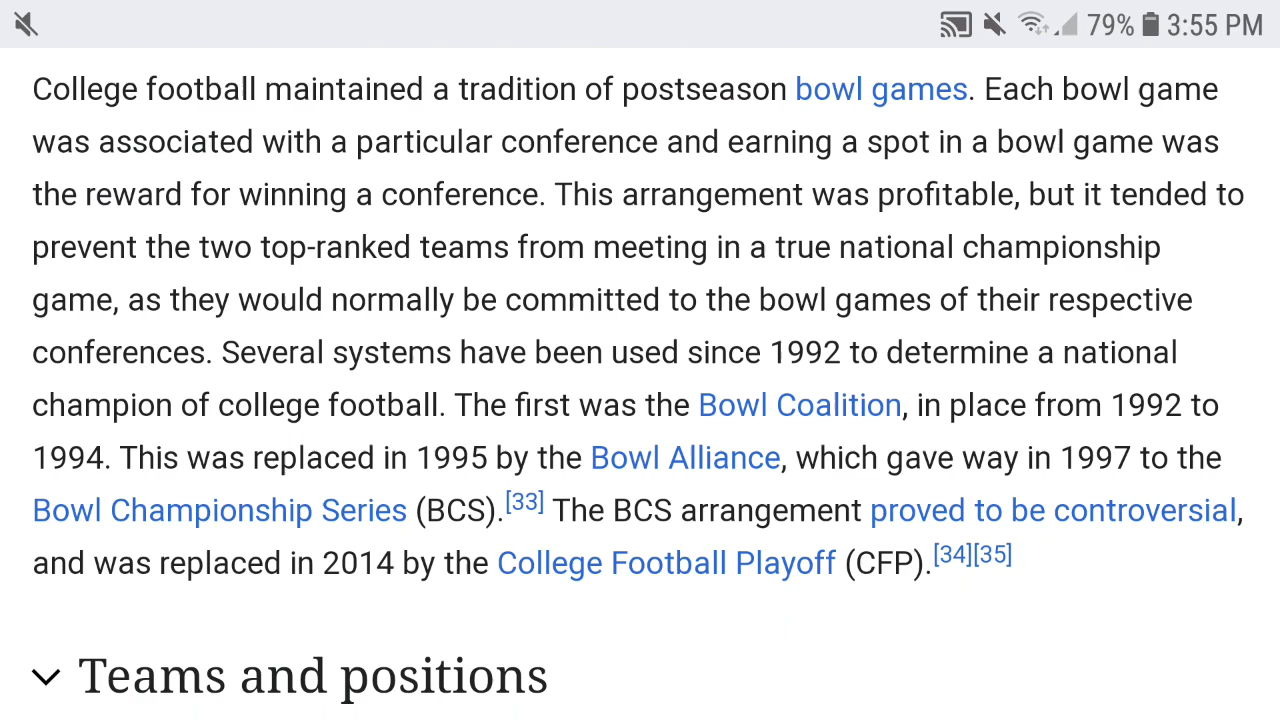 79% 3:55 PM
College football maintained a tradition of postseason bowl games. Each bowl game
was associated with a particular conference and earning a spot in a bowl game was
the reward for winning a conference. This arrangement was profitable, but it tended to
prevent the two top-ranked teams from meeting in a true national championship
game, as they would normally be committed to the bowl games of their respective
conferences. Several systems have been used since 1992 to determine a national
champion of college football. The first was the Bowl Coalition, in place from 1992 to
1994. This was replaced in 1995 by the Bowl Alliance, which gave way in 1997 to the
Bowl Championship Series (BCS).[33] The BCS arrangement proved to be controversial,
and was replaced in 2014 by the College Football Playoff (CFP).[34][35]
Teams and positions